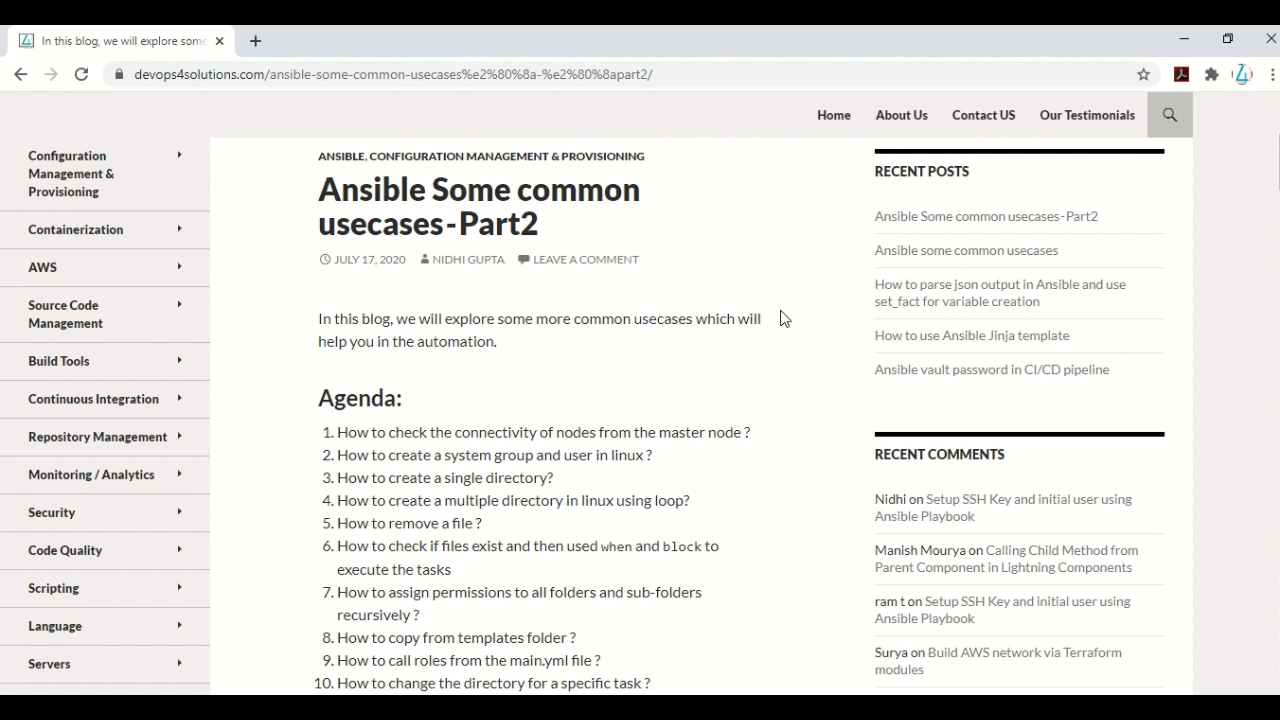 In this blog, we will explore some
devops4solutions.com/ansible-some-common-usecases%e2%80%8a-%e2%80%8apart2/
Home About Us Contact US Our Testimonials
Configuration
Management &
Provisioning
Containerization
AWS
Source Code
Management
Build Tools
Continuous Integration
Repository Management
Monitoring / Analytics
Security
Code Quality
Scripting
Language
Servers
ANSIBLE, CONFIGURATION MANAGEMENT & PROVISIONING
Ansible Some common
usecases - Part2
JULY 17, 2020 NIDHI GUPTA LEAVE A COMMENT
In this blog, we will explore some more common usecases which will
help you in the automation.
Agenda:
1. How to check the connectivity of nodes from the master node ?
2. How to create a system group and user in linux ?
3. How to create a single directory?
4. How to create a multiple directory in linux using loop?
5. How to remove a file ?
6. How to check if files exist and then used when and block to
execute the tasks
7. How to assign permissions to all folders and sub-folders
recursively ?
8. How to copy from templates folder ?
9. How to call roles from the main.yml file ?
10. How to change the directory for a specific task ?
RECENT POSTS
Ansible Some common usecases - Part2
Ansible some common usecases
How to parse json output in Ansible and use
set_fact for variable creation
How to use Ansible Jinja template
Ansible vault password in CI/CD pipeline
RECENT COMMENTS
Nidhi on Setup SSH Key and initial user using
Ansible Playbook
Manish Mourya on Calling Child Method from
Parent Component in Lightning Components
ram t on Setup SSH Key and initial user using
Ansible Playbook
Surya on Build AWS network via Terraform
modules